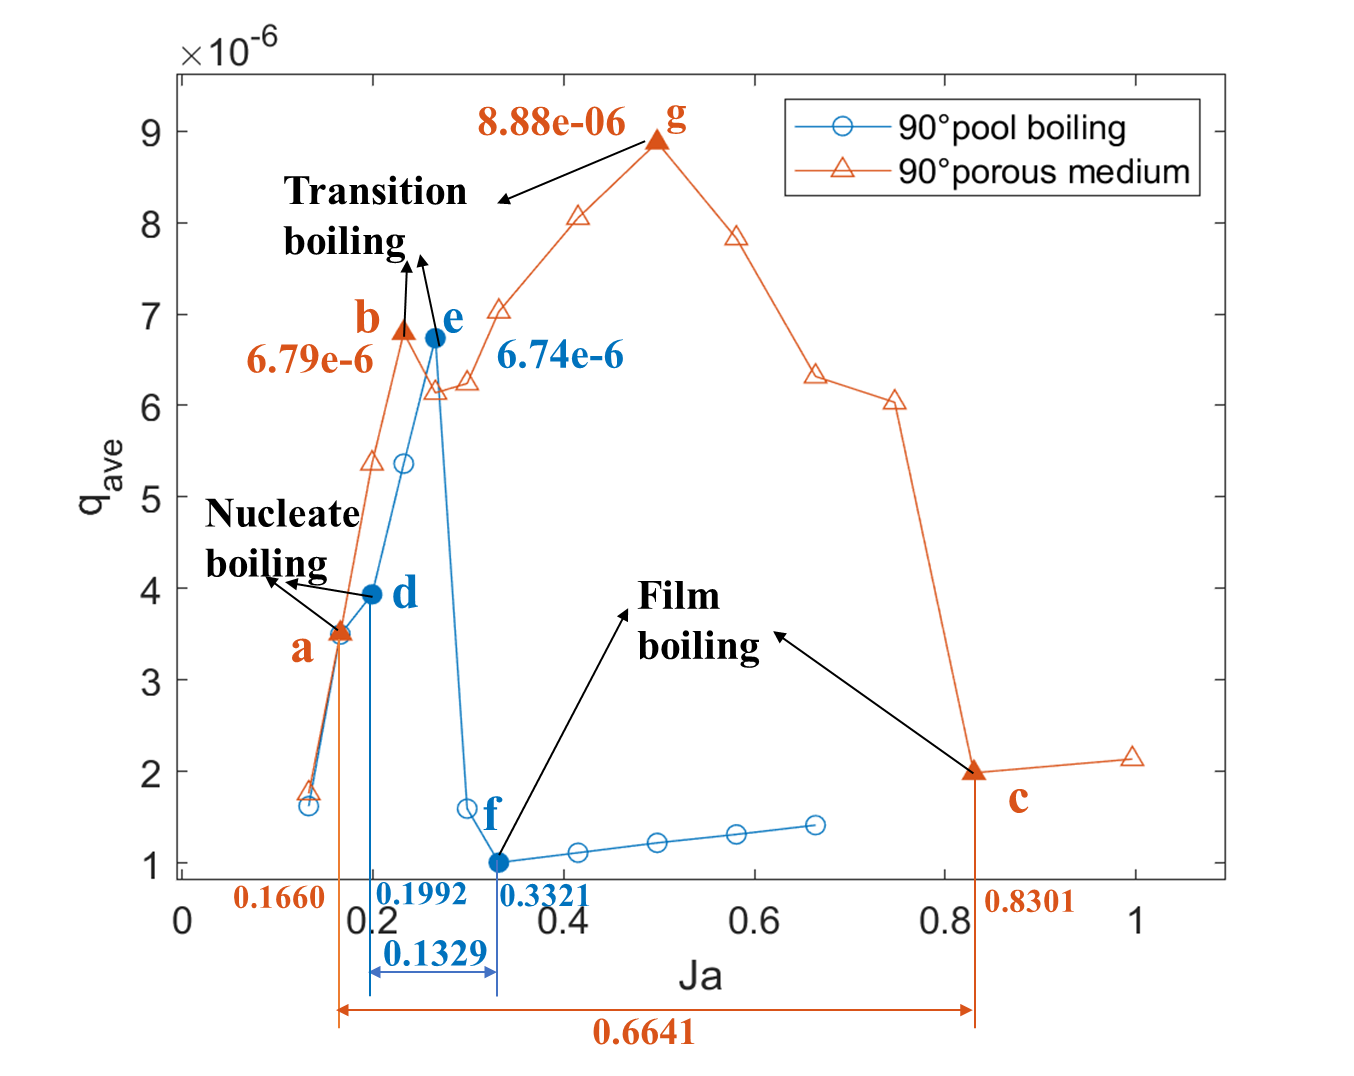 ×10⁻⁶
9
8
7
6
5
4
3
2
1
q_ave
90°pool boiling
90°porous medium
8.88e-06
g
Transition
boiling
b
e
6.79e-6
6.74e-6
Nucleate
boiling
d
a
Film
boiling
f
c
0.1660
0.1992
0.3321
0.8301
0
0.2
0.4
0.6
0.8
1
0.1329
Ja
0.6641